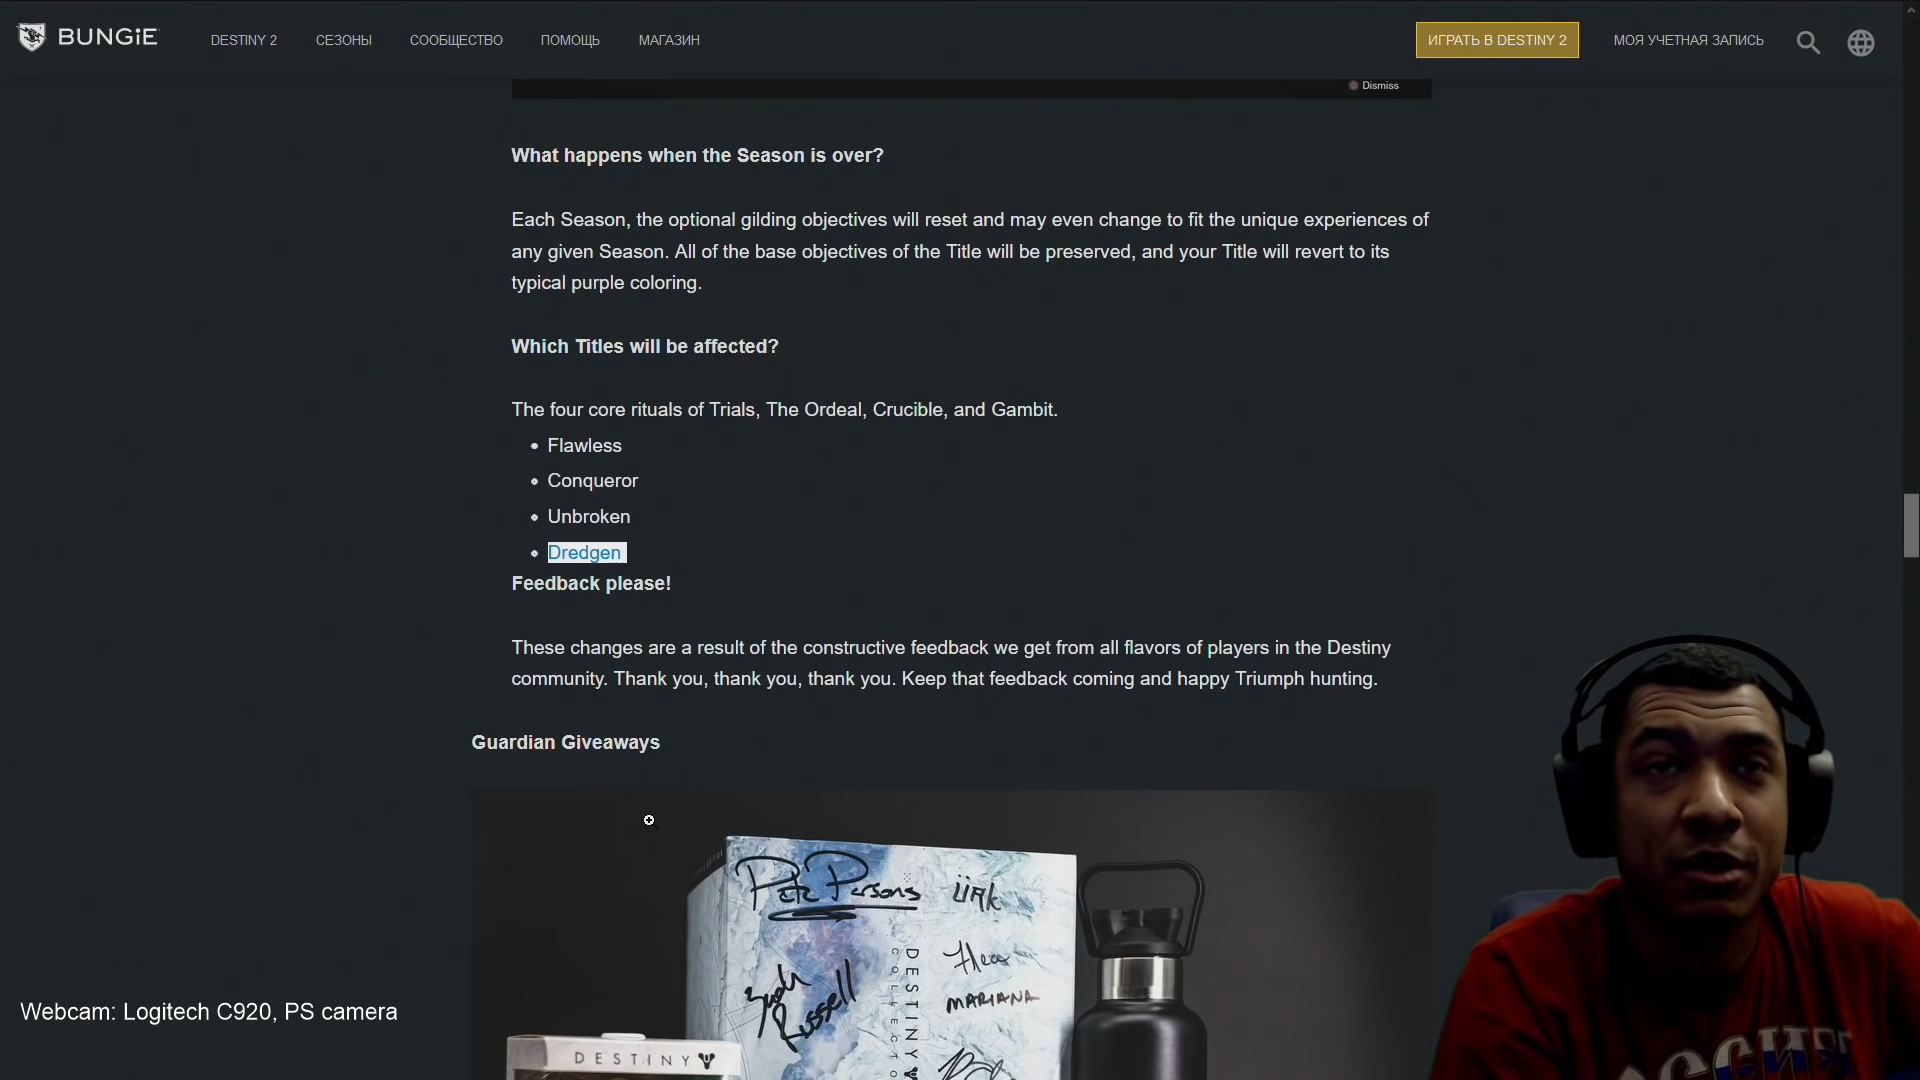 BUNGiE DESTINY 2 СЕЗОНЫ СООБЩЕСТВО ПОМОЩЬ МАГАЗИН ИГРАТЬ В DESTINY 2 МОЯ УЧЕТНАЯ ЗАПИСЬ
Dismiss
What happens when the Season is over?
Each Season, the optional gilding objectives will reset and may even change to fit the unique experiences of
any given Season. All of the base objectives of the Title will be preserved, and your Title will revert to its
typical purple coloring.
Which Titles will be affected?
The four core rituals of Trials, The Ordeal, Crucible, and Gambit.
• Flawless
• Conqueror
• Unbroken
• Dredgen
Feedback please!
These changes are a result of the constructive feedback we get from all flavors of players in the Destiny
community. Thank you, thank you, thank you. Keep that feedback coming and happy Triumph hunting.
Guardian Giveaways
Pete Parsons
DESTINY
MARIANA
Russell
Webcam: Logitech C920, PS camera
DESTINY